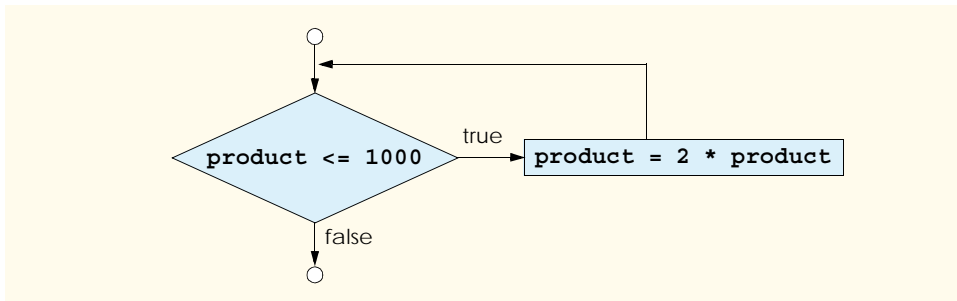 true
product <= 1000
product = 2 * product
false